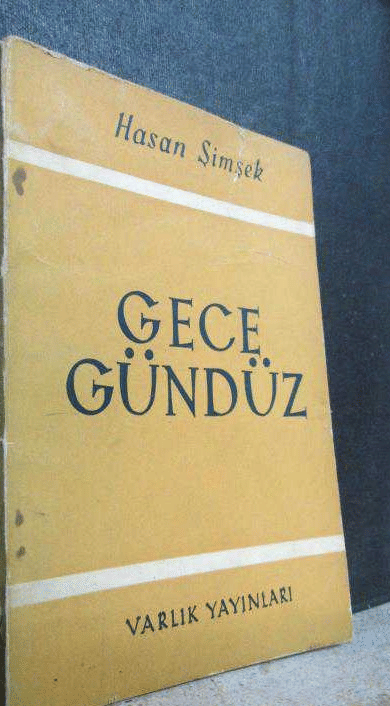 Hasan Şimşek
GECE
GÜNDÜZ
VARLIK YAYINLARI